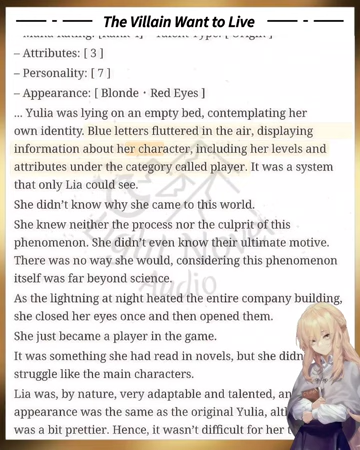 The Villain Want to Live
– Attributes: [ 3 ]
– Personality: [ 7 ]
– Appearance: [ Blonde・Red Eyes ]
... Yulia was lying on an empty bed, contemplating her
own identity. Blue letters fluttered in the air, displaying
information about her character, including her levels and
attributes under the category called player. It was a system
that only Lia could see.
She didn’t know why she came to this world.
She knew neither the process nor the culprit of this
phenomenon. She didn’t even know their ultimate motive.
There was no way she would, considering this phenomenon
itself was far beyond science.
As the lightning at night heated the entire company building,
she closed her eyes once and then opened them.
She just became a player in the game.
It was something she had read in novels, but she
struggle like the main characters.
Lia was, by nature, very adaptable and talented,
appearance was the same as the original Yulia,
was a bit prettier. Hence, it wasn’t difficult for her
Audio